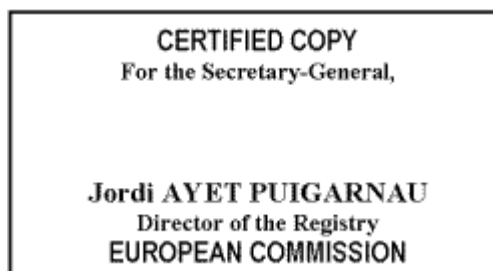 CERTIFIED COPY
For the Secretary-General,
Jordi AYET PUIGARNAU
Director of the Registry
EUROPEAN COMMISSION